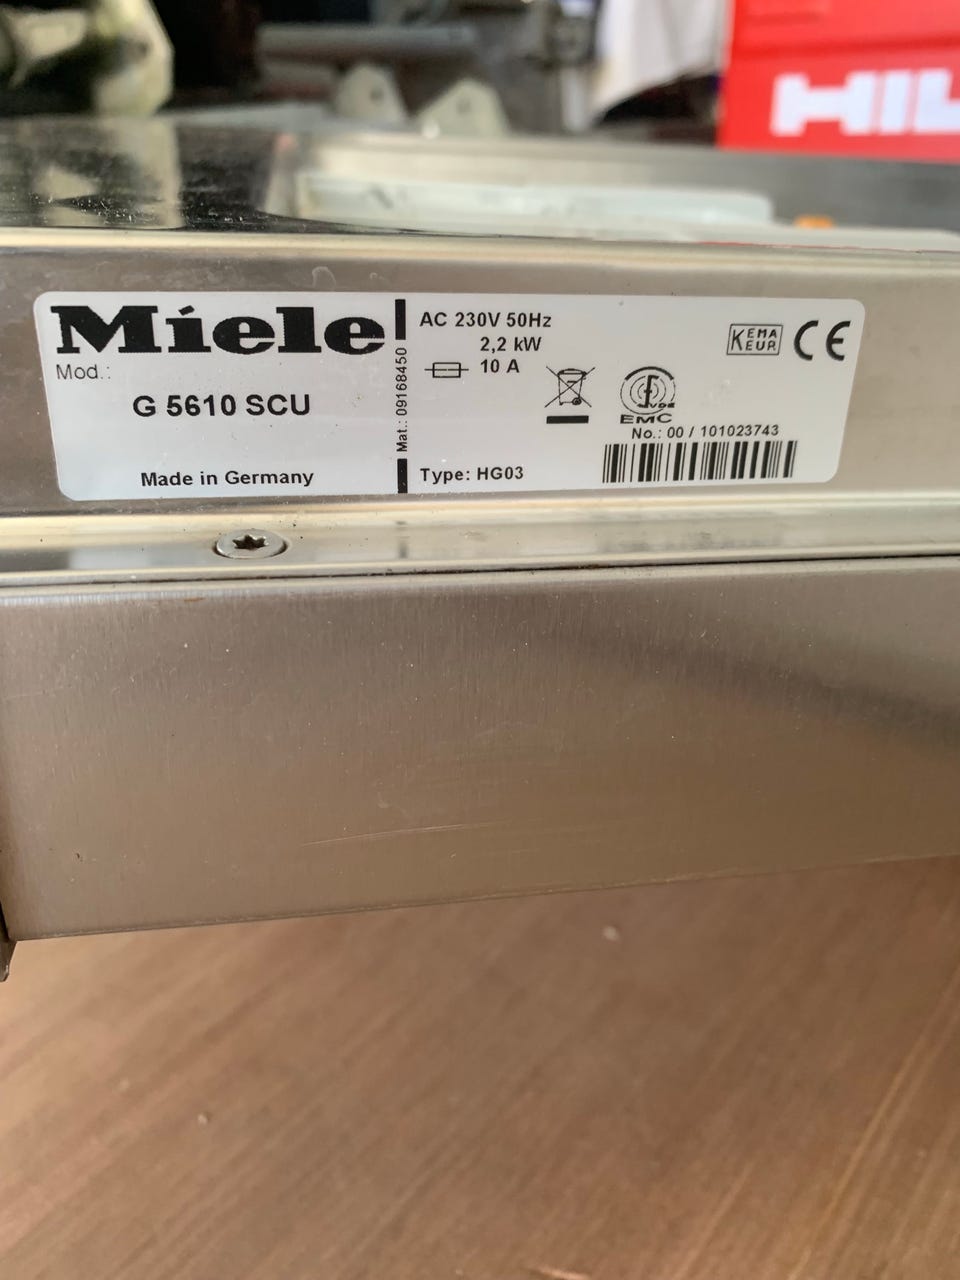 HIL
Miele
Mod.:
G 5610 SCU
Made in Germany
Mat.: 09168450
AC 230V 50Hz
2,2 kW
10 A
Type: HG03
KEMA
KEUR
CE
VDE
EMC
No.: 00 / 101023743